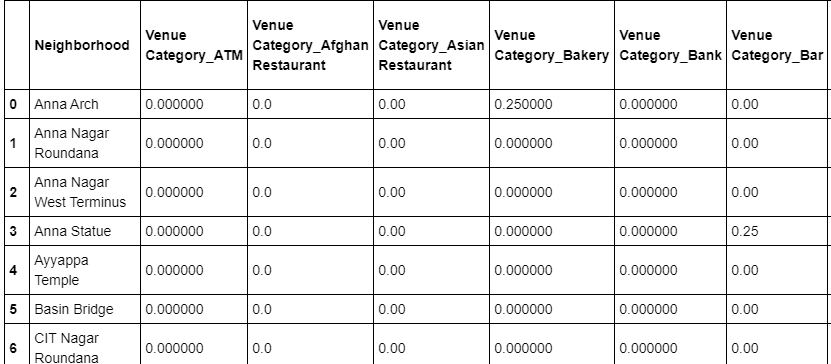 Neighborhood Venue Category_ATM Venue Category_Afghan Restaurant Venue Category_Asian Restaurant Venue Category_Bakery Venue Category_Bank Venue Category_Bar
0 Anna Arch 0.000000 0.0 0.00 0.250000 0.000000 0.00
1 Anna Nagar Roundana 0.000000 0.0 0.00 0.000000 0.000000 0.00
2 Anna Nagar West Terminus 0.000000 0.0 0.00 0.000000 0.000000 0.00
3 Anna Statue 0.000000 0.0 0.00 0.000000 0.000000 0.25
4 Ayyappa Temple 0.000000 0.0 0.00 0.000000 0.000000 0.00
5 Basin Bridge 0.000000 0.0 0.00 0.000000 0.000000 0.00
6 CIT Nagar Roundana 0.000000 0.0 0.00 0.000000 0.000000 0.00